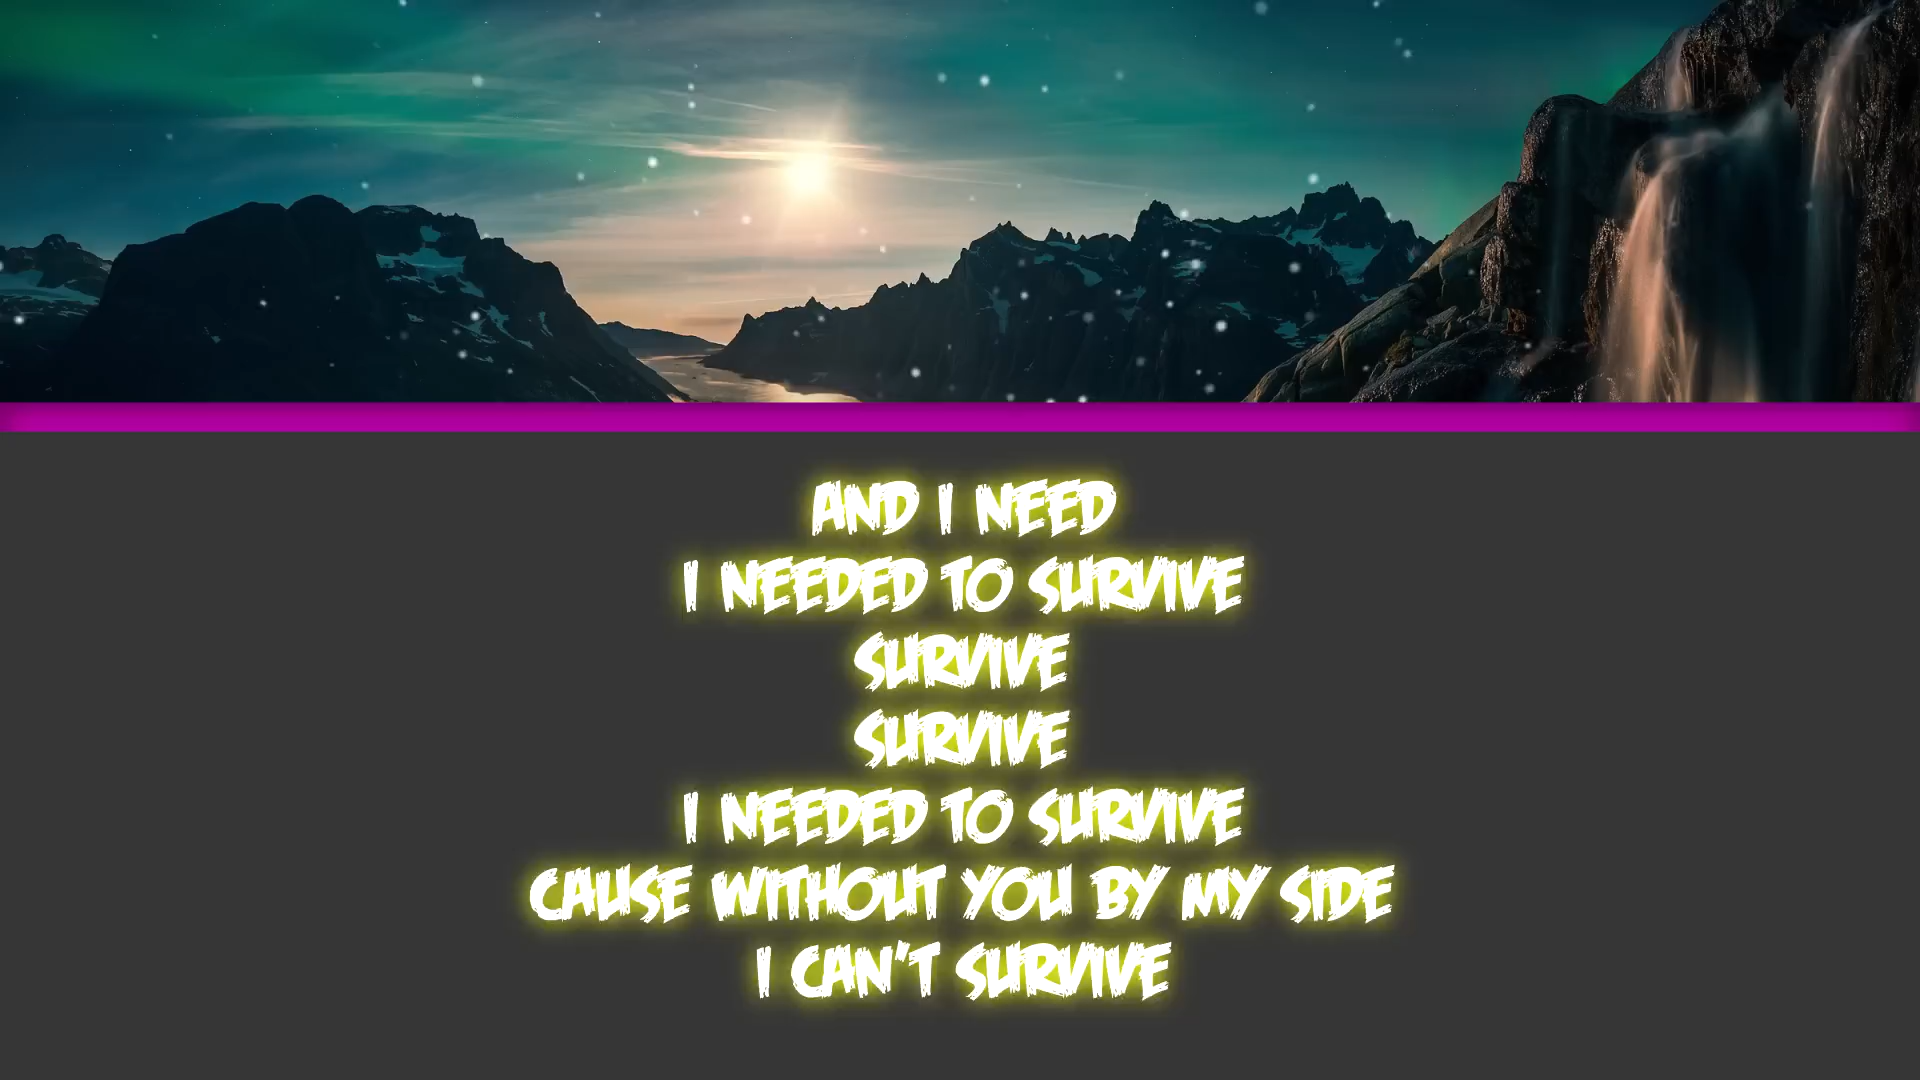 AND I NEED
I NEEDED TO SURVIVE
SURVIVE
SURVIVE
I NEEDED TO SURVIVE
CAUSE WITHOUT YOU BY MY SIDE
I CAN'T SURVIVE